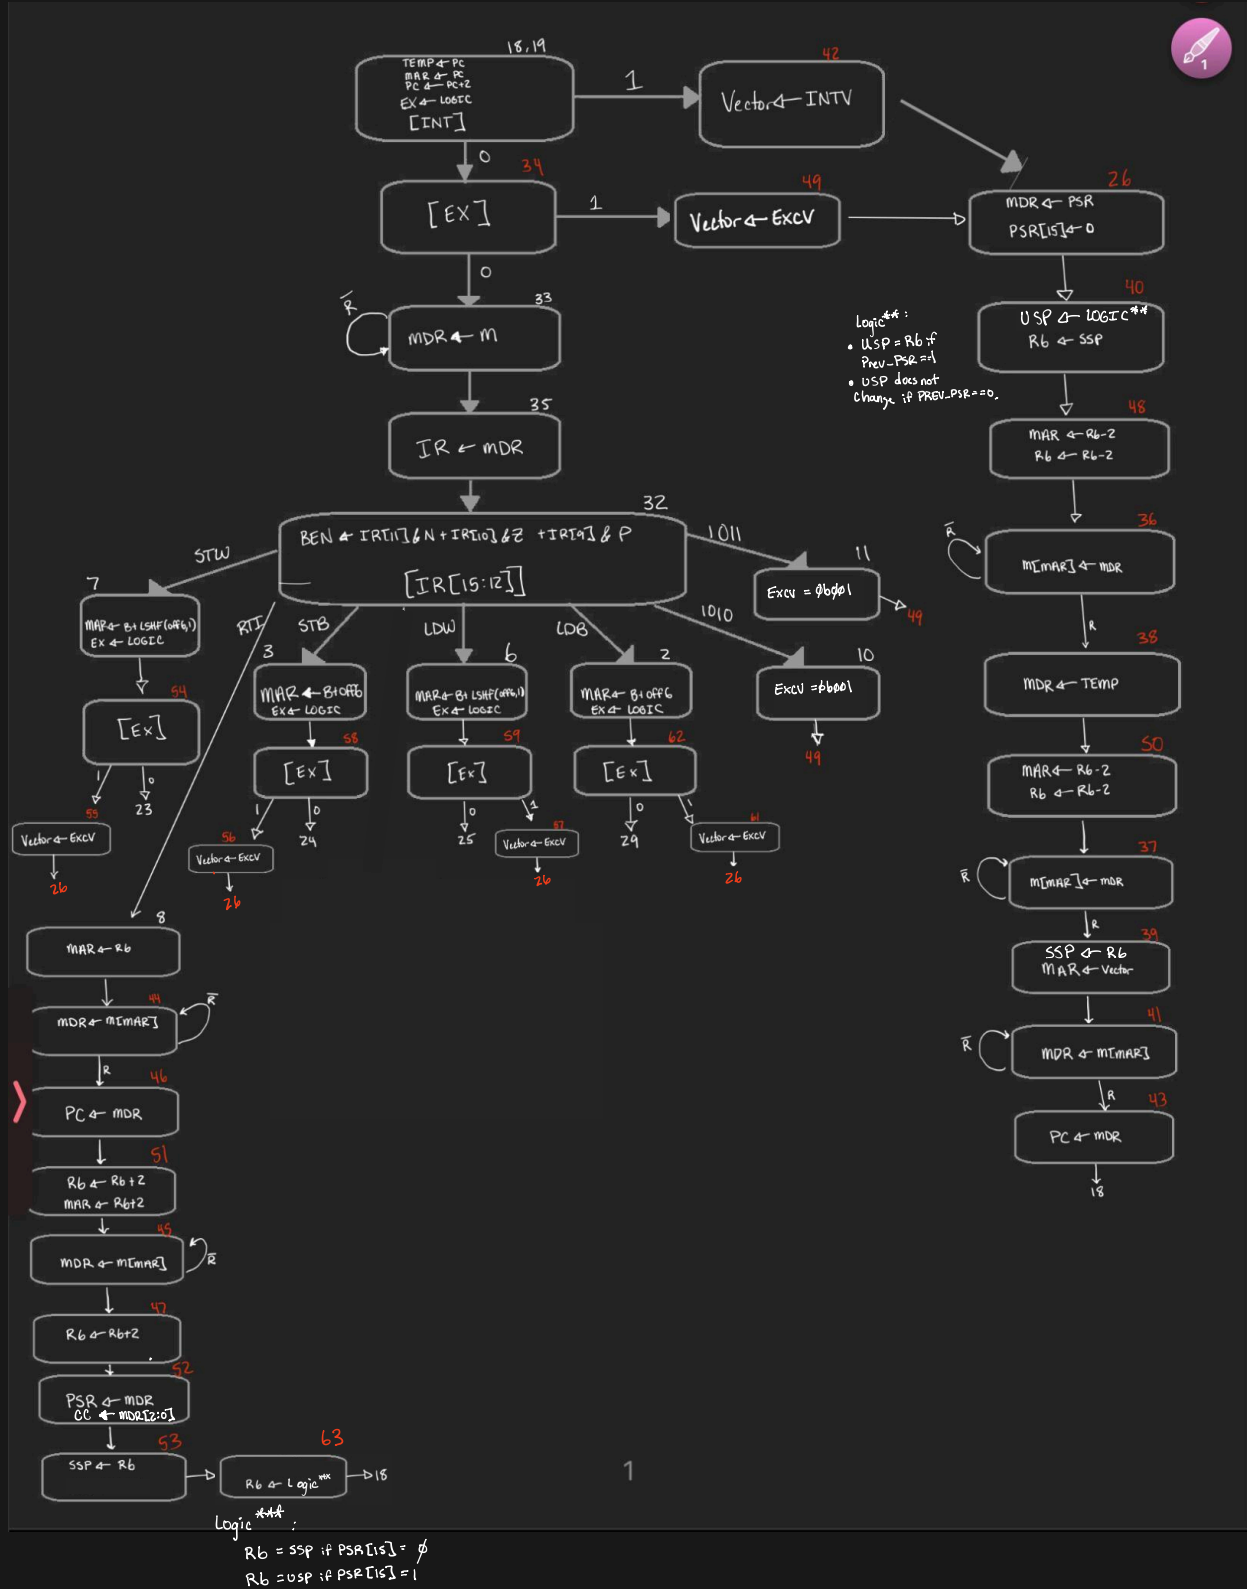 18,19
TEMP ← PC
MAR ← PC
PC ← PC+2
EX ← LOGIC
[INT]
1
42
Vector ← INTV
0
34
[EX]
1
49
Vector ← EXCV
26
MDR ← PSR
PSR[15] ← 0
0
R̅
33
MDR ← M
40
USP ← LOGIC**
R6 ← SSP
Logic**:
• USP = R6 if
Prev_PSR==1
• USP does not
change if PREV_PSR==0.
35
IR ← MDR
48
MAR ← R6-2
R6 ← R6-2
32
BEN ← IR[11] & N + IR[10] & Z + IR[9] & P
[IR[15:12]]
STW
RTI
STB
LDW
LDB
1010
1011
R̅
36
M[MAR] ← MDR
R
11
EXCV = 0b001
49
10
EXCV = 0b001
49
7
MAR ← B+LSHF(off6,1)
EX ← LOGIC
3
MAR ← B+off6
EX ← LOGIC
6
MAR ← B+LSHF(off6,1)
EX ← LOGIC
2
MAR ← B+off6
EX ← LOGIC
38
MDR ← TEMP
54
[EX]
1
0
23
58
[EX]
1
0
24
59
[EX]
0
1
25
62
[EX]
0
1
29
50
MAR ← R6-2
R6 ← R6-2
55
Vector ← EXCV
26
56
Vector ← EXCV
26
57
Vector ← EXCV
26
61
Vector ← EXCV
26
37
R̅
M[MAR] ← MDR
R
8
MAR ← R6
39
SSP ← R6
MAR ← Vector
44
MDR ← M[MAR]
R̅
R
41
R̅
MDR ← M[MAR]
R
46
PC ← MDR
43
PC ← MDR
18
51
R6 ← R6+2
MAR ← R6+2
45
MDR ← M[MAR]
R̅
47
R6 ← R6+2
52
PSR ← MDR
CC ← MDR[2:0]
53
SSP ← R6
63
R6 ← Logic***
18
1
Logic***:
R6 = SSP if PSR[15] = 0
R6 = USP if PSR[15] = 1
1